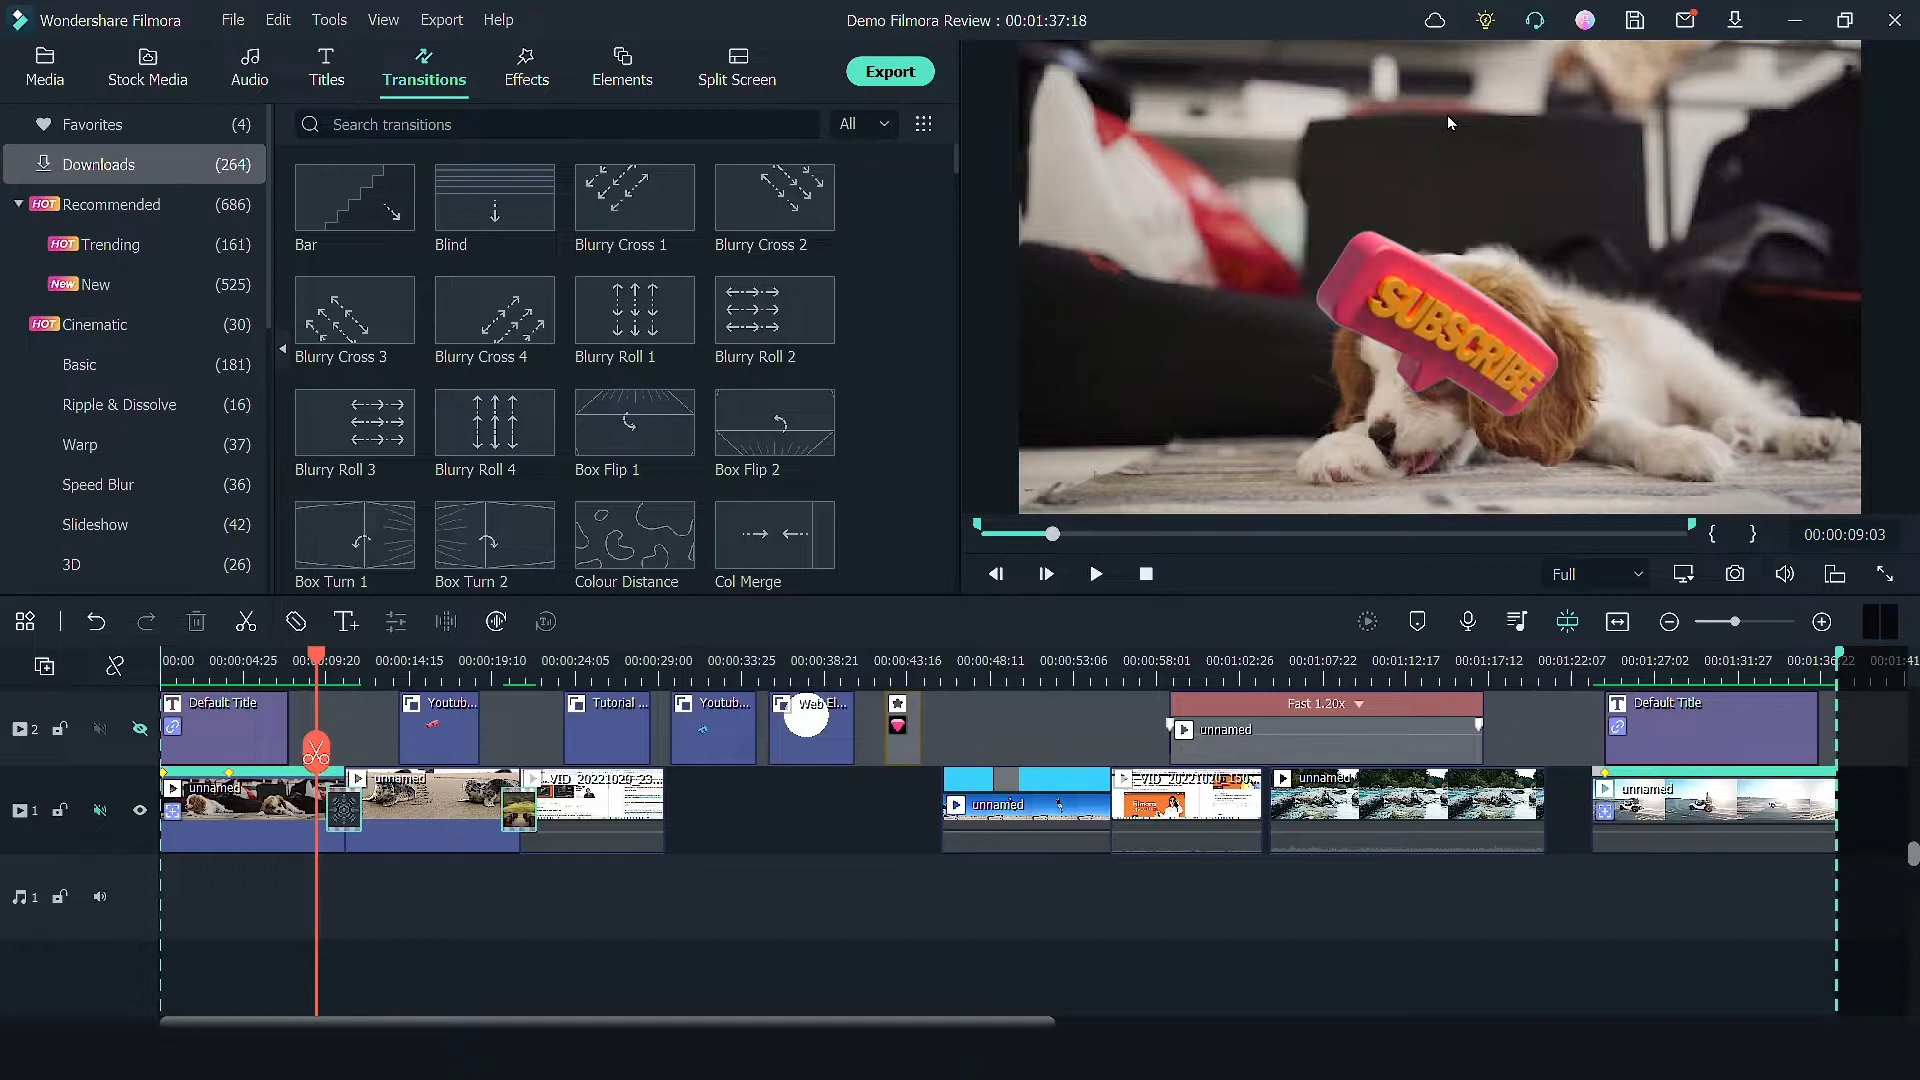 Wondershare Filmora
File Edit Tools View Export Help
Demo Filmora Review : 00:01:37:18
Media Stock Media Audio Titles Transitions Effects Elements Split Screen
Export
Favorites (4)
Downloads (264)
HOT Recommended (686)
HOT Trending (161)
New New (525)
HOT Cinematic (30)
Basic (181)
Ripple & Dissolve (16)
Warp (37)
Speed Blur (36)
Slideshow (42)
3D (26)
Search transitions All
Bar Blind Blurry Cross 1 Blurry Cross 2
Blurry Cross 3 Blurry Cross 4 Blurry Roll 1 Blurry Roll 2
Blurry Roll 3 Blurry Roll 4 Box Flip 1 Box Flip 2
Box Turn 1 Box Turn 2 Colour Distance Col Merge
SUBSCRIBE
{ } 00:00:09:03
Full
00:00 00:00:04:25 00:00:09:20 00:00:14:15 00:00:19:10 00:00:24:05 00:00:29:00 00:00:33:25 00:00:38:21 00:00:43:16 00:00:48:11 00:00:53:06 00:00:58:01 00:01:02:26 00:01:07:22 00:01:12:17 00:01:17:12 00:01:22:07 00:01:27:02 00:01:31:27 00:01:36:22 00:01:41
2 Default Title Youtub... Tutorial ... Youtub... Web El... Fast 1.20x Default Title
unnamed
1 unnamed unnamed VID_20221020_23... unnamed unnamed unnamed
Filmora
1